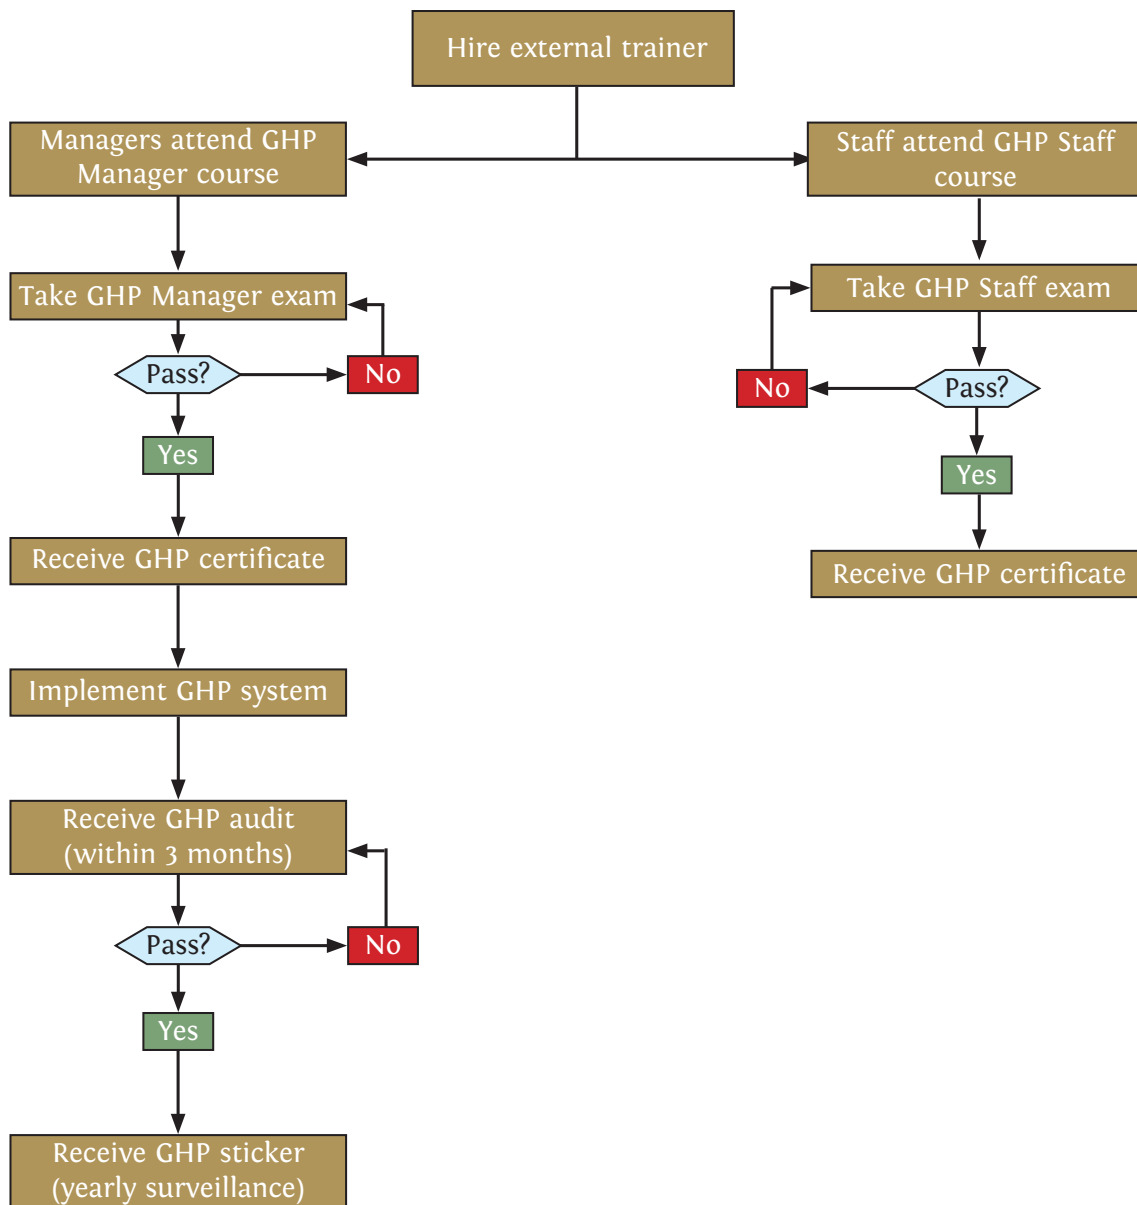 Hire external trainer
Managers attend GHP
Manager course
Staff attend GHP Staff
course
Take GHP Manager exam
Take GHP Staff exam
Pass?
No
No
Pass?
Yes
Yes
Receive GHP certificate
Receive GHP certificate
Implement GHP system
Receive GHP audit
(within 3 months)
Pass?
No
Yes
Receive GHP sticker
(yearly surveillance)